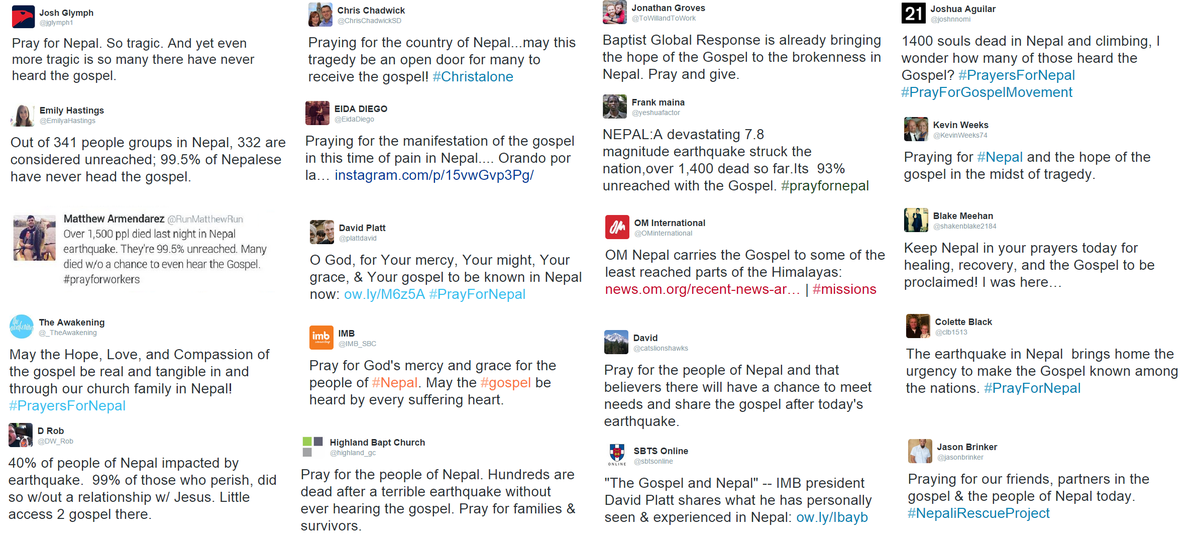 Josh Glymph
@jglymph1
Pray for Nepal. So tragic. And yet even
more tragic is so many there have never
heard the gospel.
Emily Hastings
@EmilyaHastings
Out of 341 people groups in Nepal, 332 are
considered unreached; 99.5% of Nepalese
have never head the gospel.
Matthew Armendarez @RunMatthewRun
Over 1,500 ppl died last night in Nepal
earthquake. They're 99.5% unreached. Many
died w/o a chance to even hear the Gospel.
#prayforworkers
The Awakening
@_TheAwakening
May the Hope, Love, and Compassion of
the gospel be real and tangible in and
through our church family in Nepal!
#PrayersForNepal
D Rob
@DW_Rob
40% of people of Nepal impacted by
earthquake.  99% of those who perish, did
so w/out a relationship w/ Jesus. Little
access 2 gospel there.
Chris Chadwick
@ChrisChadwickSD
Praying for the country of Nepal...may this
tragedy be an open door for many to
receive the gospel! #Christalone
EIDA DIEGO
@EidaDiego
Praying for the manifestation of the gospel
in this time of pain in Nepal.... Orando por
la… instagram.com/p/15vwGvp3Pg/
David Platt
@plattdavid
O God, for Your mercy, Your might, Your
grace, & Your gospel to be known in Nepal
now: ow.ly/M6z5A #PrayForNepal
imb
IMB
@IMB_SBC
Pray for God's mercy and grace for the
people of #Nepal. May the #gospel be
heard by every suffering heart.
Highland Bapt Church
@highland_gc
Pray for the people of Nepal. Hundreds are
dead after a terrible earthquake without
ever hearing the gospel. Pray for families &
survivors.
Jonathan Groves
@ToWillandToWork
Baptist Global Response is already bringing
the hope of the Gospel to the brokenness in
Nepal. Pray and give.
Frank maina
@yeshuafactor
NEPAL:A devastating 7.8
magnitude earthquake struck the
nation,over 1,400 dead so far.Its  93%
unreached with the Gospel. #prayfornepal
OM International
@OMinternational
OM Nepal carries the Gospel to some of the
least reached parts of the Himalayas:
news.om.org/recent-news-ar… | #missions
David
@catslionshawks
Pray for the people of Nepal and that
believers there will have a chance to meet
needs and share the gospel after today's
earthquake.
ONLINE
SBTS Online
@sbtsonline
"The Gospel and Nepal" -- IMB president
David Platt shares what he has personally
seen & experienced in Nepal: ow.ly/Ibayb
21
Joshua Aguilar
@joshnnomi
1400 souls dead in Nepal and climbing, I
wonder how many of those heard the
Gospel? #PrayersForNepal
#PrayForGospelMovement
Kevin Weeks
@KevinWeeks74
Praying for #Nepal and the hope of the
gospel in the midst of tragedy.
Blake Meehan
@shakenblake2184
Keep Nepal in your prayers today for
healing, recovery, and the Gospel to be
proclaimed! I was here…
Colette Black
@clb1513
The earthquake in Nepal  brings home the
urgency to make the Gospel known among
the nations. #PrayForNepal
Jason Brinker
@jasonbrinker
Praying for our friends, partners in the
gospel & the people of Nepal today.
#NepaliRescueProject